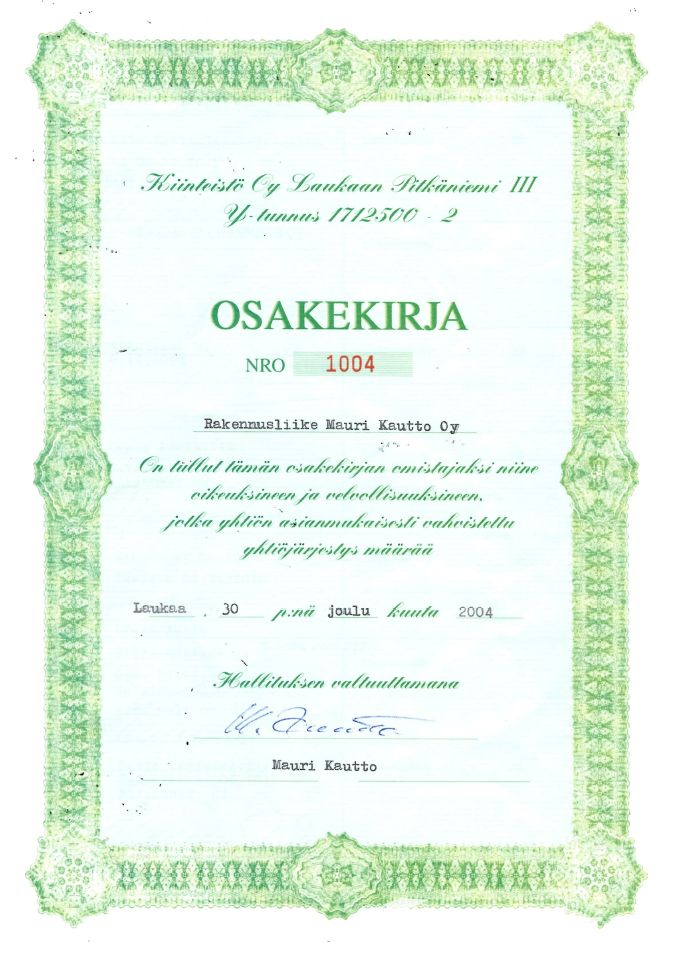 Kiinteistö Oy Laukaan Pitkäniemi III
Y-tunnus 1712500 - 2
OSAKEKIRJA
NRO 1004
Rakennusliike Mauri Kautto Oy
On tullut tämän osakekirjan omistajaksi niine
oikeuksineen ja velvollisuuksineen,
jotka yhtiön asianmukaisesti vahvistettu
yhtiöjärjestys määrää
Laukaa . 30 p:nä joulu kuuta 2004
Hallituksen valtuuttamana
M. Kautto
Mauri Kautto